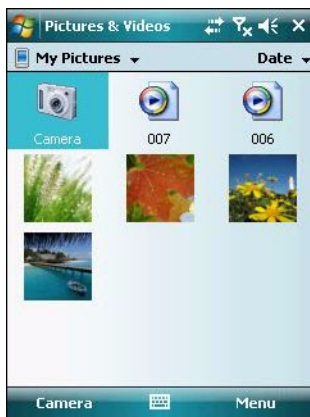 Pictures & Videos
My Pictures Date
Camera 007 006
Camera Menu